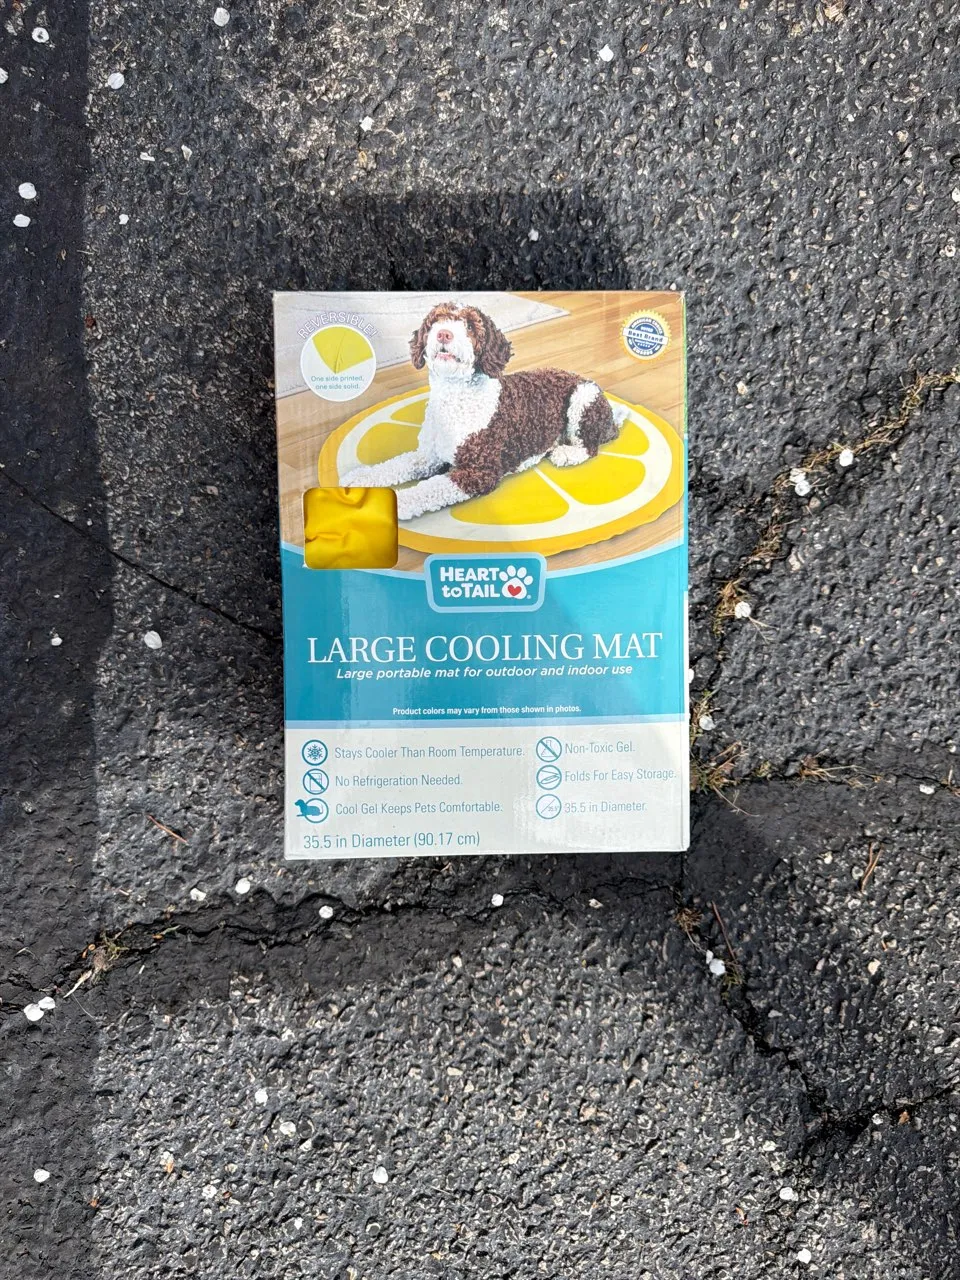 REVERSIBLE!
One side printed,
one side solid.
Best Brand
HEART
toTAIL®
LARGE COOLING MAT
Large portable mat for outdoor and indoor use
Product colors may vary from those shown in photos.
Stays Cooler Than Room Temperature.
No Refrigeration Needed.
Cool Gel Keeps Pets Comfortable.
Non-Toxic Gel.
Folds For Easy Storage.
35.5 in Diameter.
35.5 in Diameter (90.17 cm)